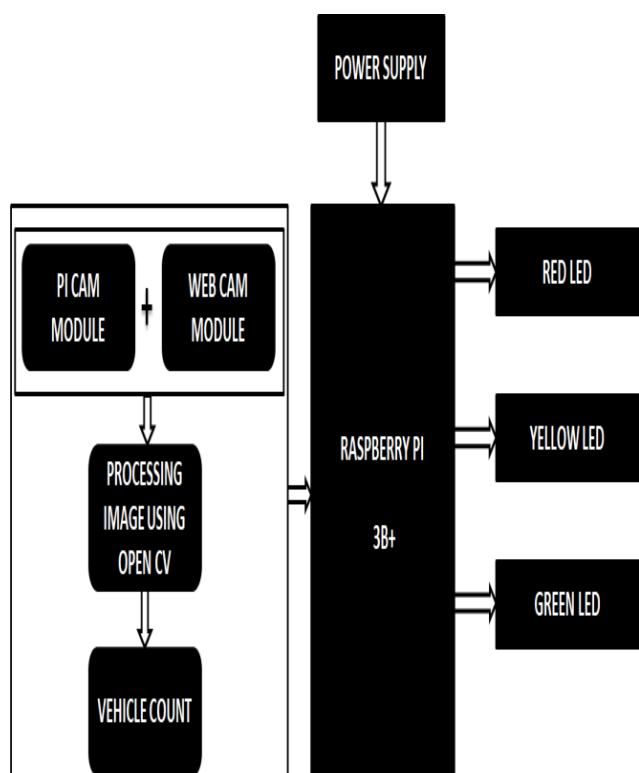 POWER SUPPLY
PI CAM
MODULE
+
WEB CAM
MODULE
PROCESSING
IMAGE USING
OPEN CV
VEHICLE COUNT
RASPBERRY PI
3B+
RED LED
YELLOW LED
GREEN LED